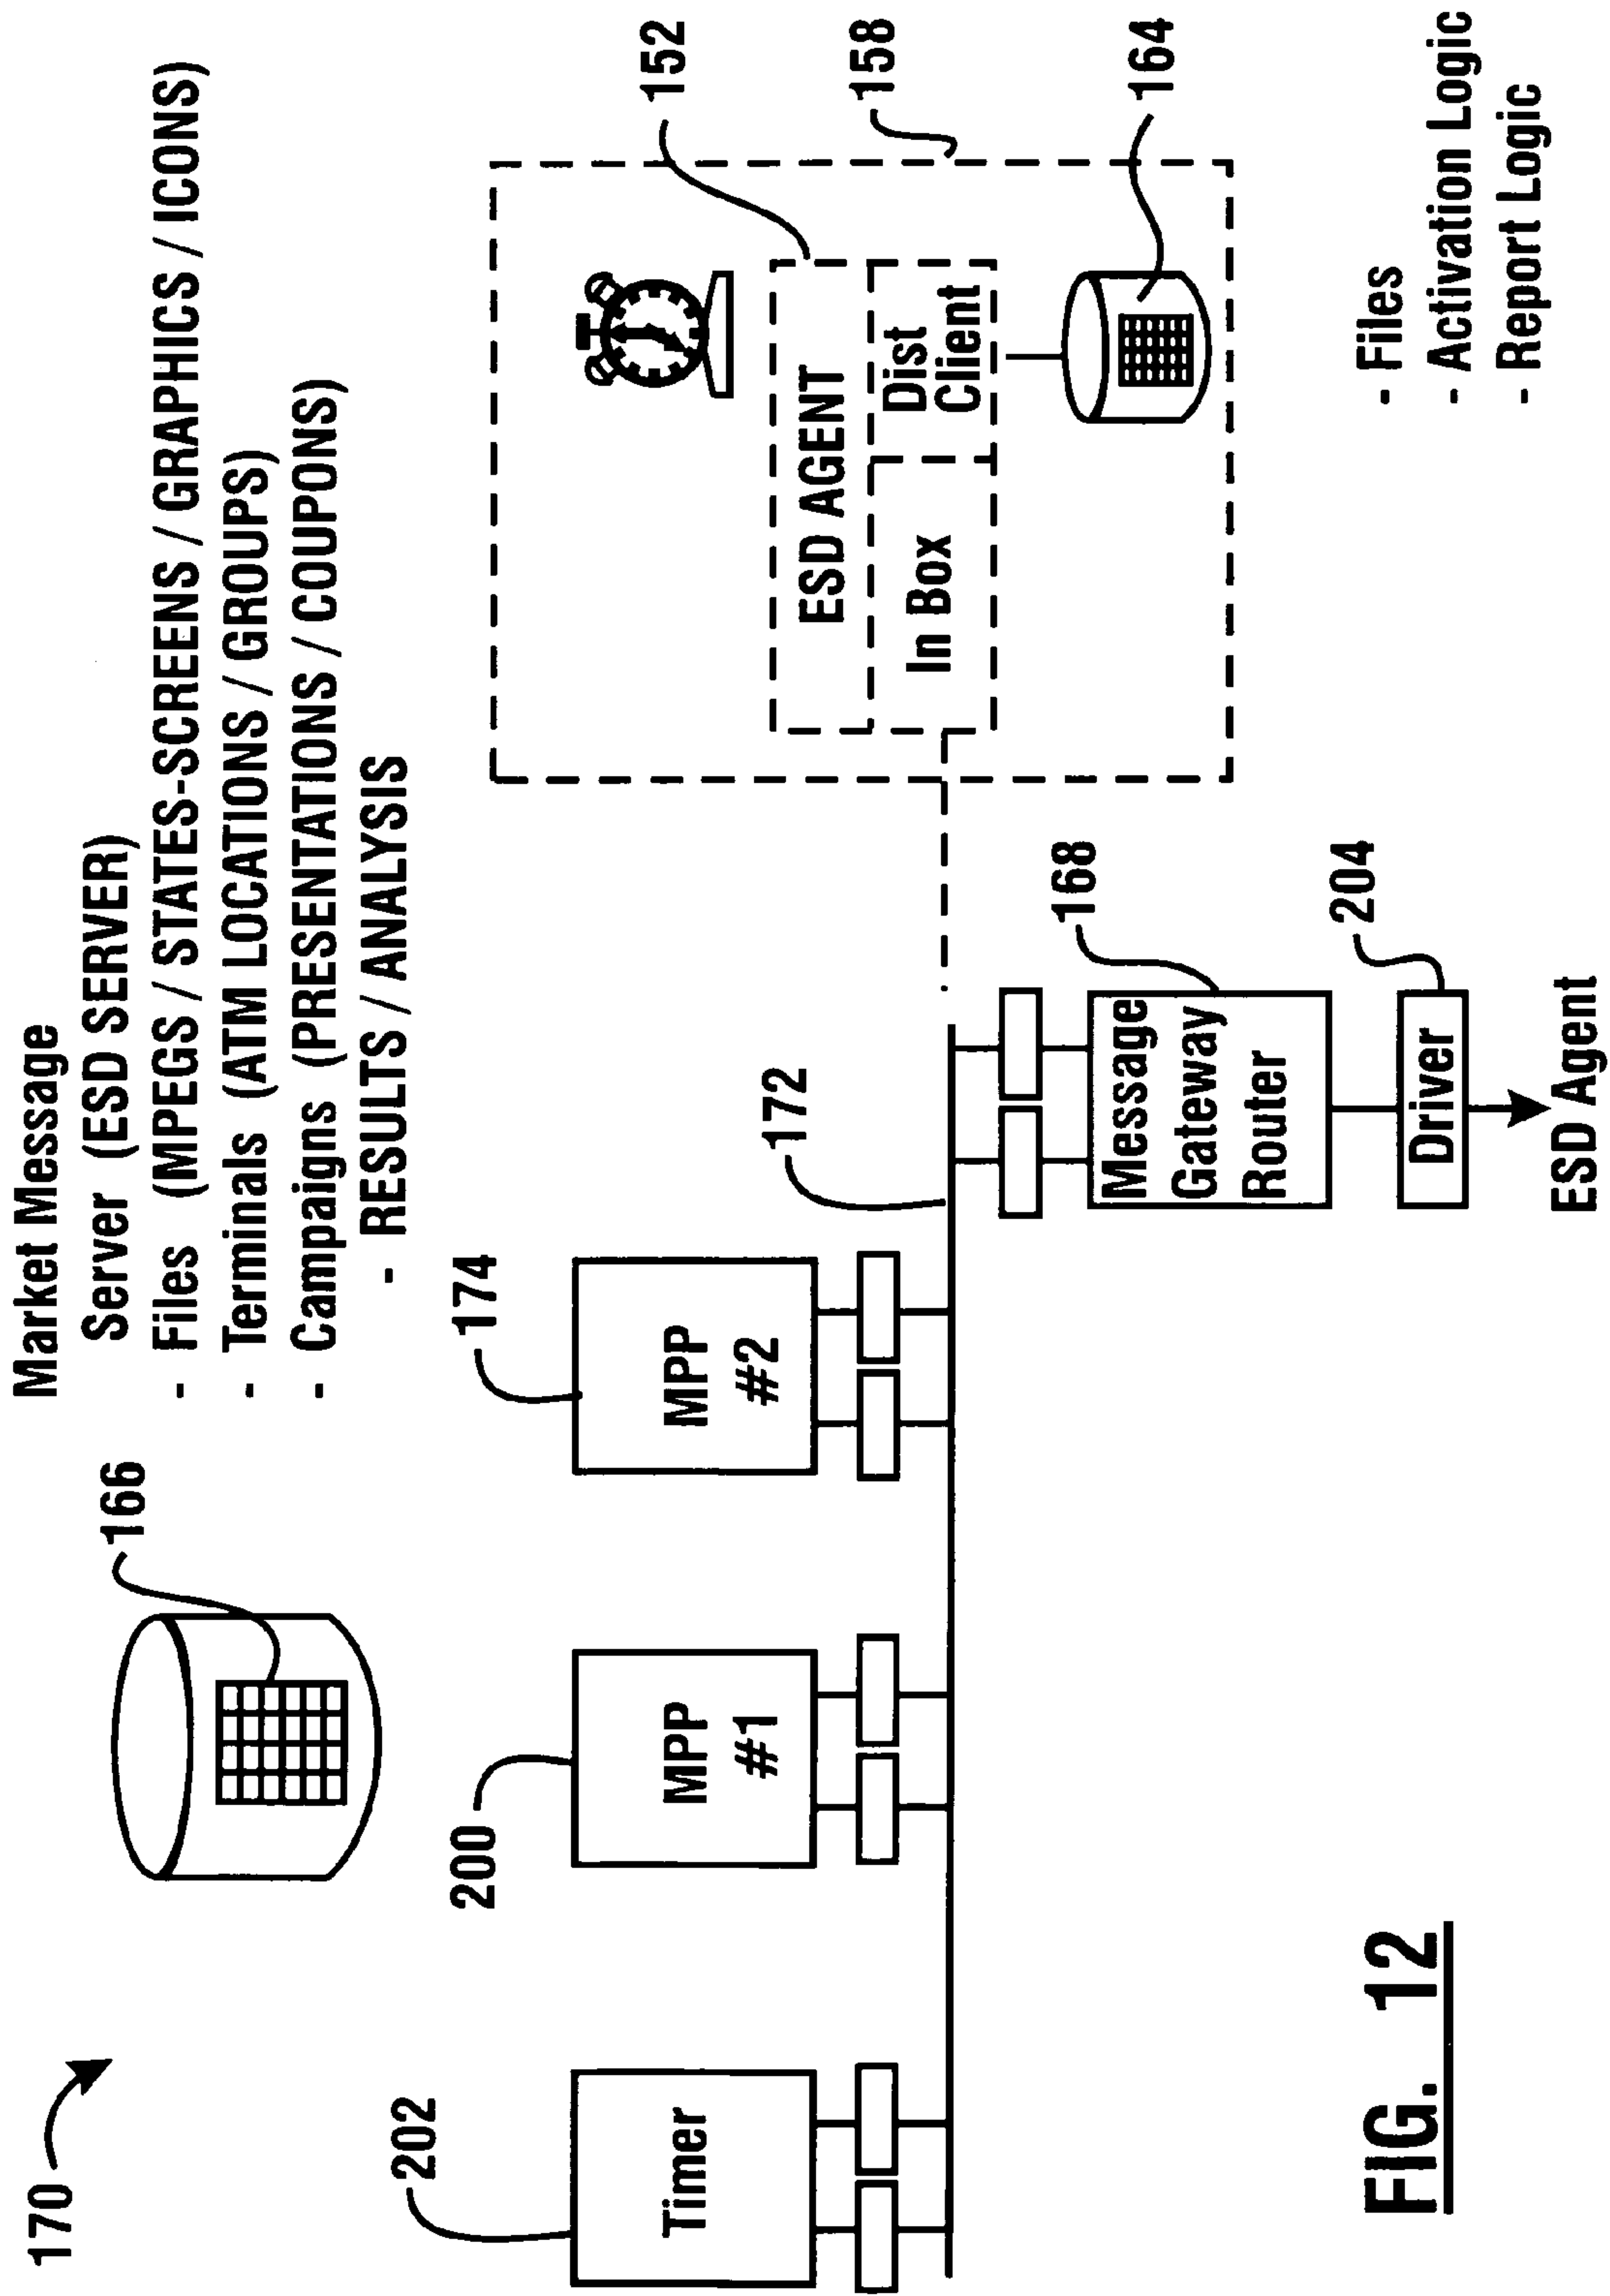 170
166
Market Message
Server (ESD SERVER)
- Files (MPEGS / STATES-SCREENS / GRAPHICS / ICONS)
- Terminals (ATM LOCATIONS / GROUPS)
- Campaigns (PRESENTATIONS / COUPONS)
- RESULTS / ANALYSIS
202
Timer
200
MPP
#1
174
MPP
#2
172
152
158
164
ESD AGENT
In Box
Dist
Client
168
Message
Gateway
Router
204
Driver
ESD Agent
- Files
- Activation Logic
- Report Logic
FIG. 12